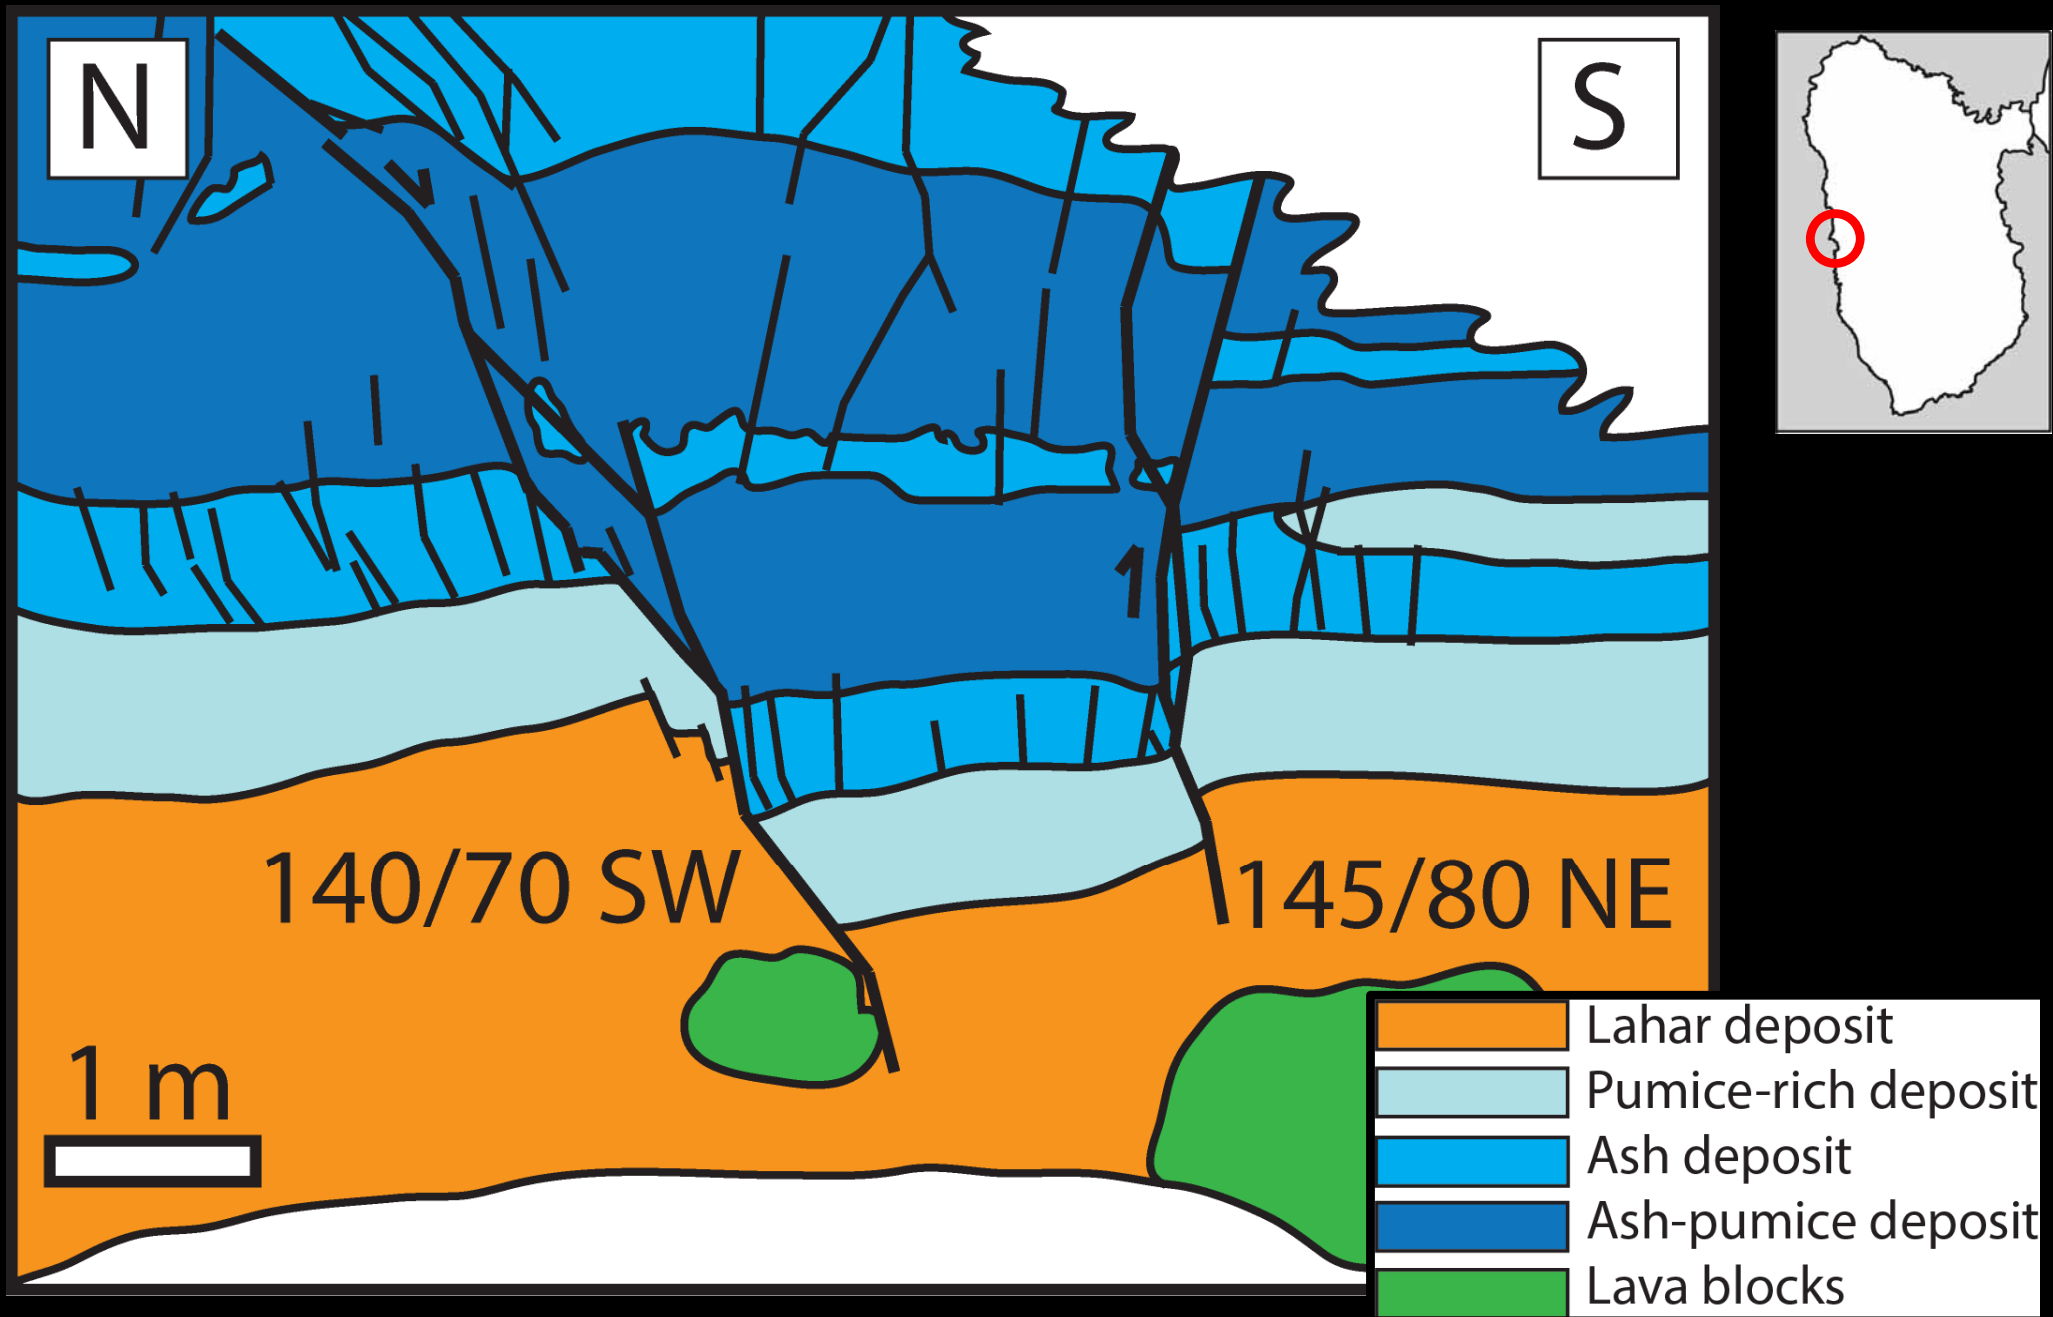 N
S
140/70 SW
145/80 NE
1 m
Lahar deposit
Pumice-rich deposit
Ash deposit
Ash-pumice deposit
Lava blocks